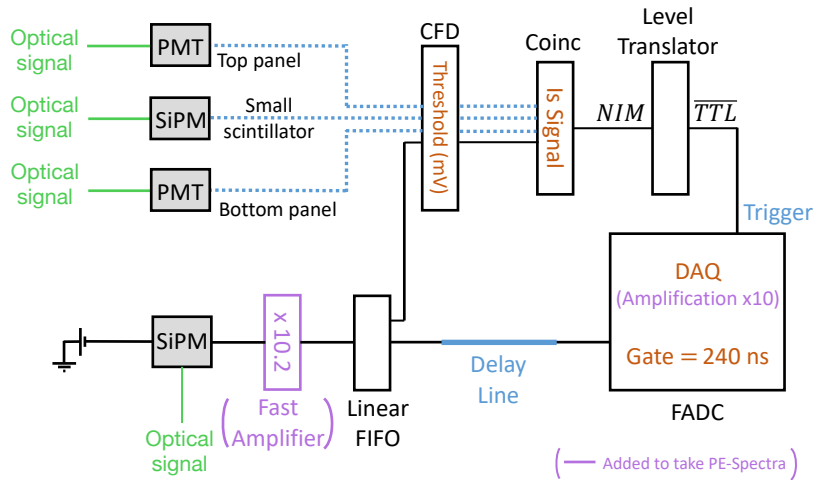 Optical
signal
PMT
Top panel
Optical
signal
SiPM
Small
scintillator
Optical
signal
PMT
Bottom panel
CFD
Threshold (mV)
Coinc
Is Signal
NIM
Level
Translator
TTL
Trigger
DAQ
(Amplification x10)
Gate = 240 ns
FADC
SiPM
Optical
signal
x 10.2
(Fast
Amplifier)
Linear
FIFO
Delay
Line
( — Added to take PE-Spectra )